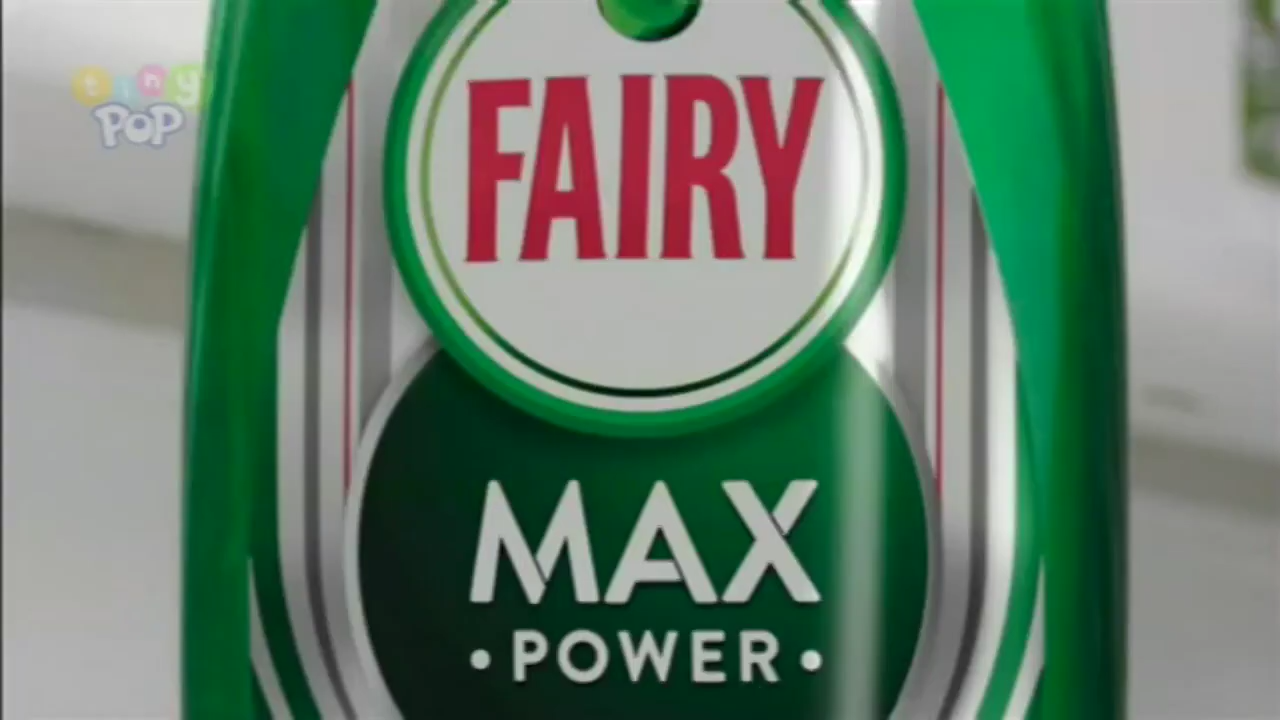 tiny
POP
FAIRY
MAX
• POWER •